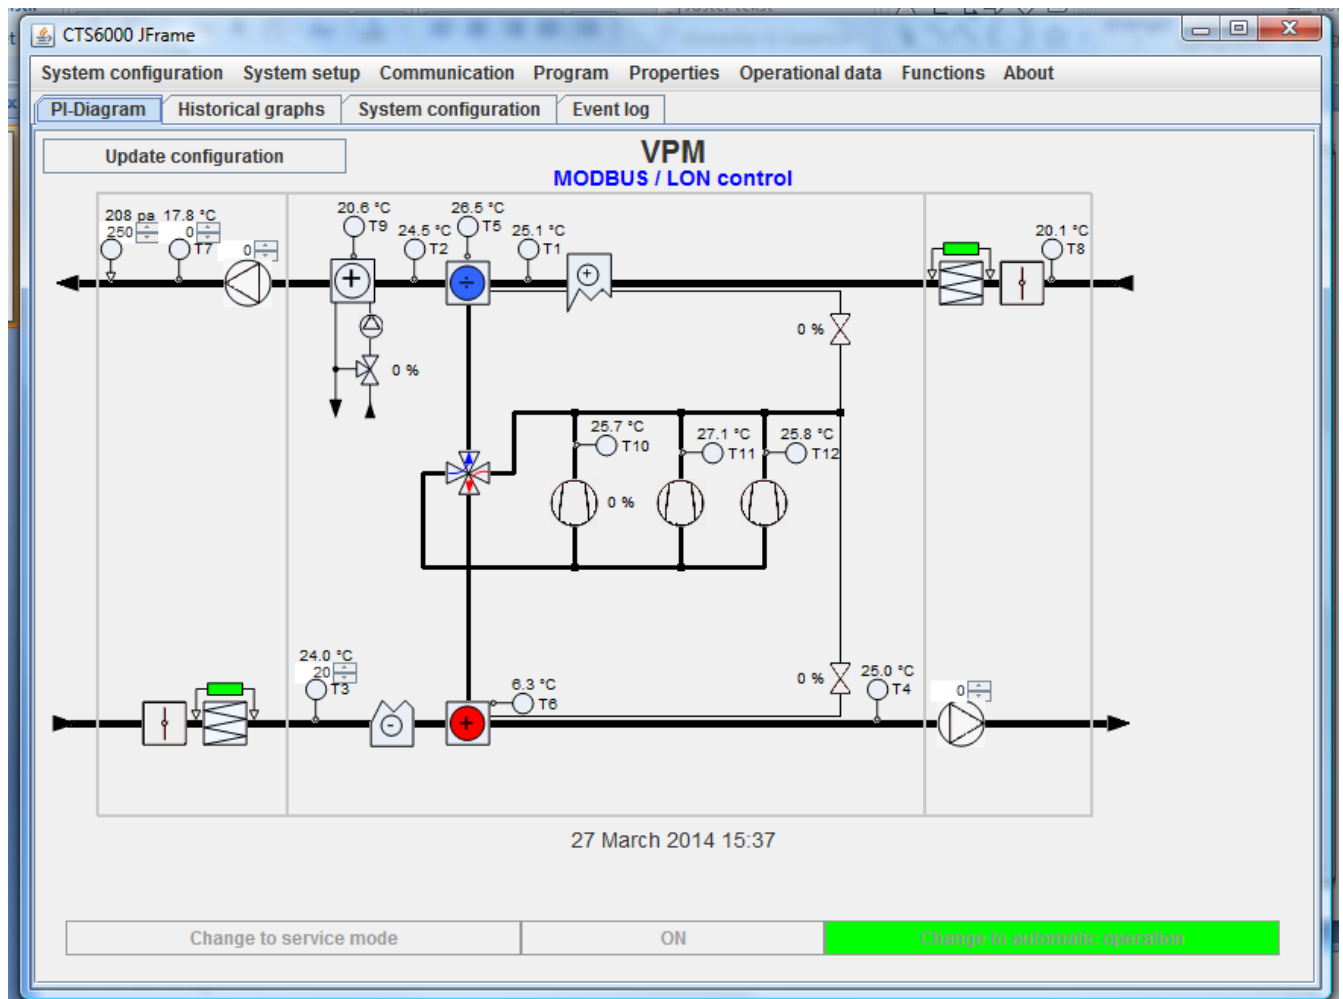 CTS6000 JFrame
System configuration System setup Communication Program Properties Operational data Functions About
PI-Diagram Historical graphs System configuration Event log
Update configuration
VPM
MODBUS / LON control
208 pa 17.8 °C
250 0 T7
0
20.6 °C
T9
24.5 °C
T2
26.5 °C
T5
25.1 °C
T1
20.1 °C
T8
0 %
0 %
25.7 °C
T10
27.1 °C
T11
25.8 °C
T12
0 %
24.0 °C
20
T3
6.3 °C
T6
0 %
25.0 °C
T4
0
27 March 2014 15:37
Change to service mode ON Change to automatic operation